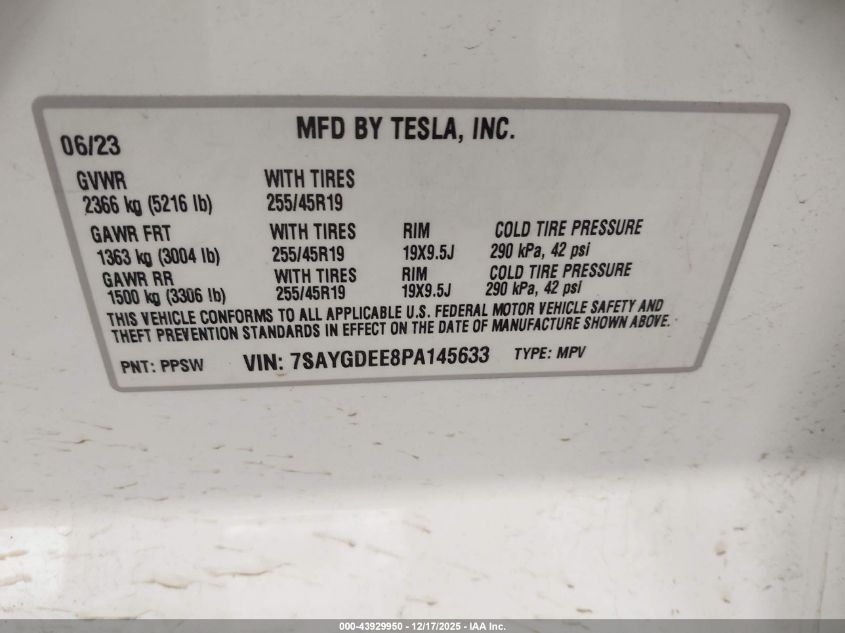 MFD BY TESLA, INC.
06/23
GVWR WITH TIRES
2366 kg (5216 lb) 255/45R19
GAWR FRT WITH TIRES RIM COLD TIRE PRESSURE
1363 kg (3004 lb) 255/45R19 19X9.5J 290 kPa, 42 psi
GAWR RR WITH TIRES RIM COLD TIRE PRESSURE
1500 kg (3306 lb) 255/45R19 19X9.5J 290 kPa, 42 psi
THIS VEHICLE CONFORMS TO ALL APPLICABLE U.S. FEDERAL MOTOR VEHICLE SAFETY AND
THEFT PREVENTION STANDARDS IN EFFECT ON THE DATE OF MANUFACTURE SHOWN ABOVE.
PNT: PPSW VIN: 7SAYGDEE8PA145633 TYPE: MPV
000-43929950 - 12/17/2025 - IAA Inc.